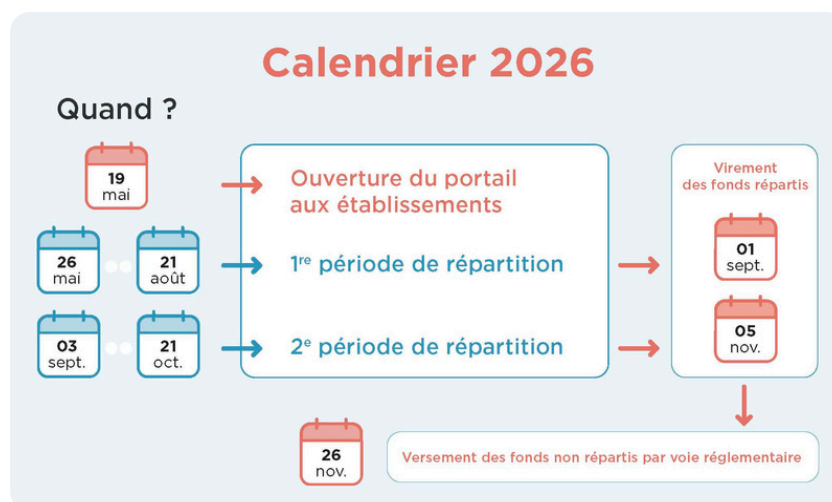 Calendrier 2026
Quand ?
19
mai
Ouverture du portail
aux établissements
Virement
des fonds répartis
26
mai
21
août
1re période de répartition
01
sept.
03
sept.
21
oct.
2e période de répartition
05
nov.
26
nov.
Versement des fonds non répartis par voie réglementaire